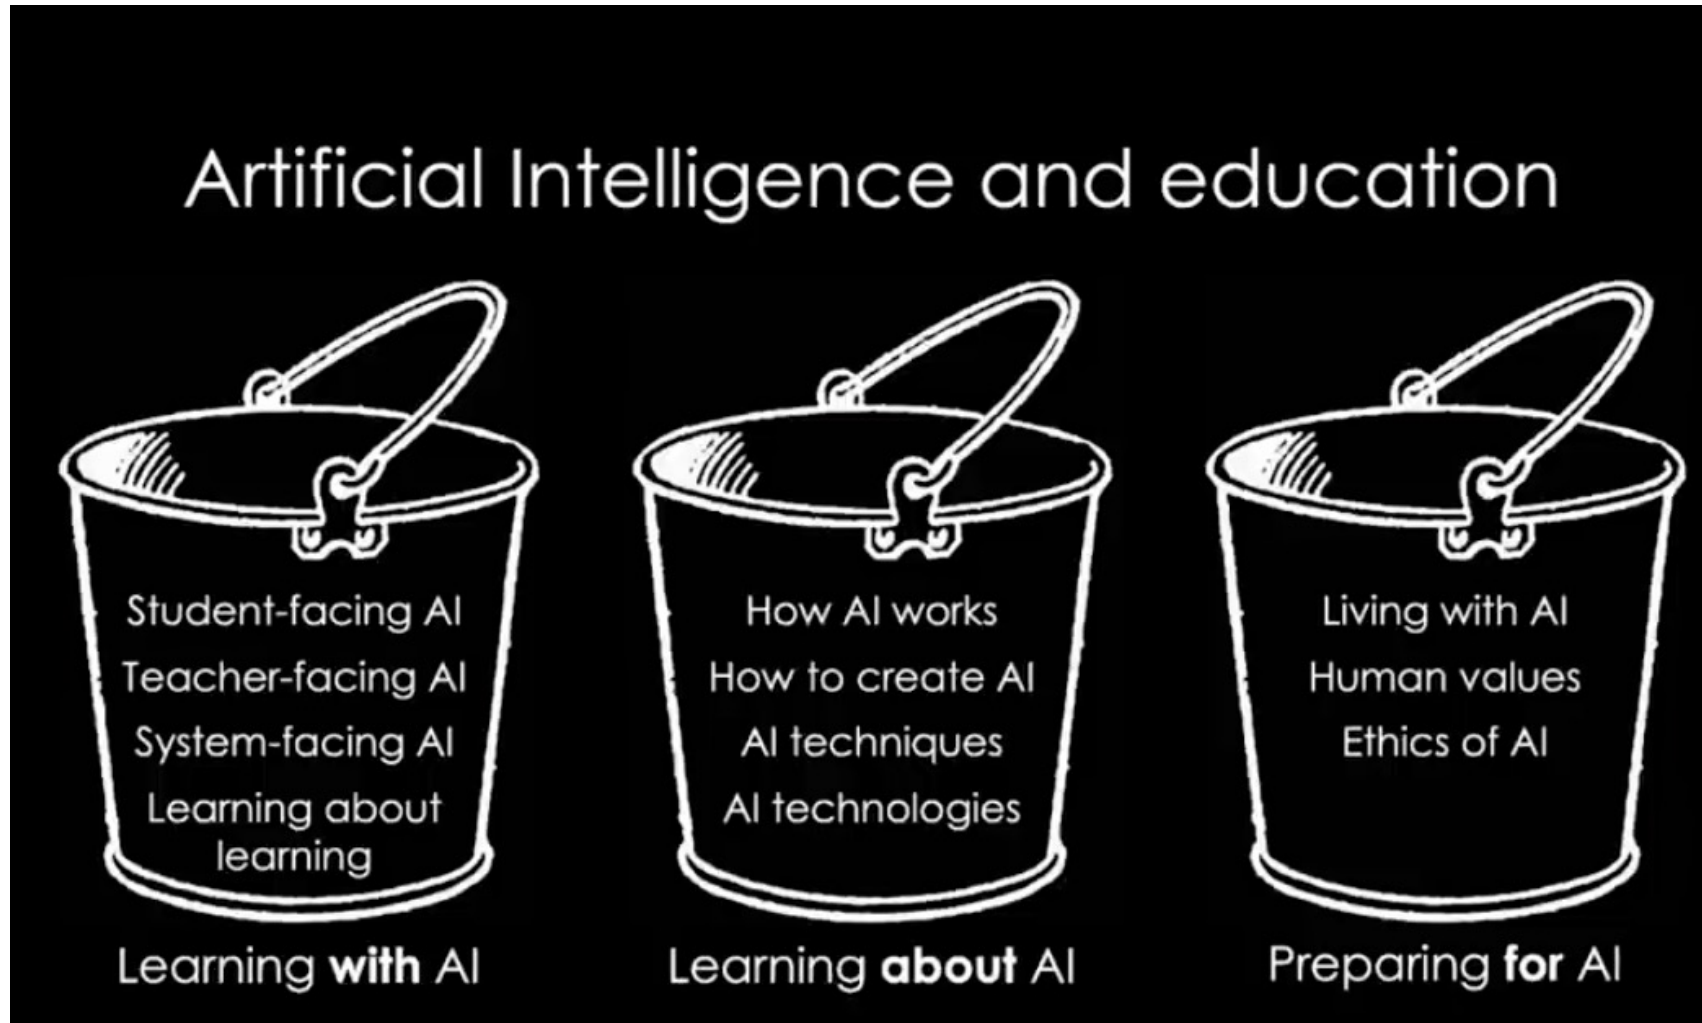 Artificial Intelligence and education
Student-facing AI
Teacher-facing AI
System-facing AI
Learning about
learning
Learning with AI
How AI works
How to create AI
AI techniques
AI technologies
Learning about AI
Living with AI
Human values
Ethics of AI
Preparing for AI